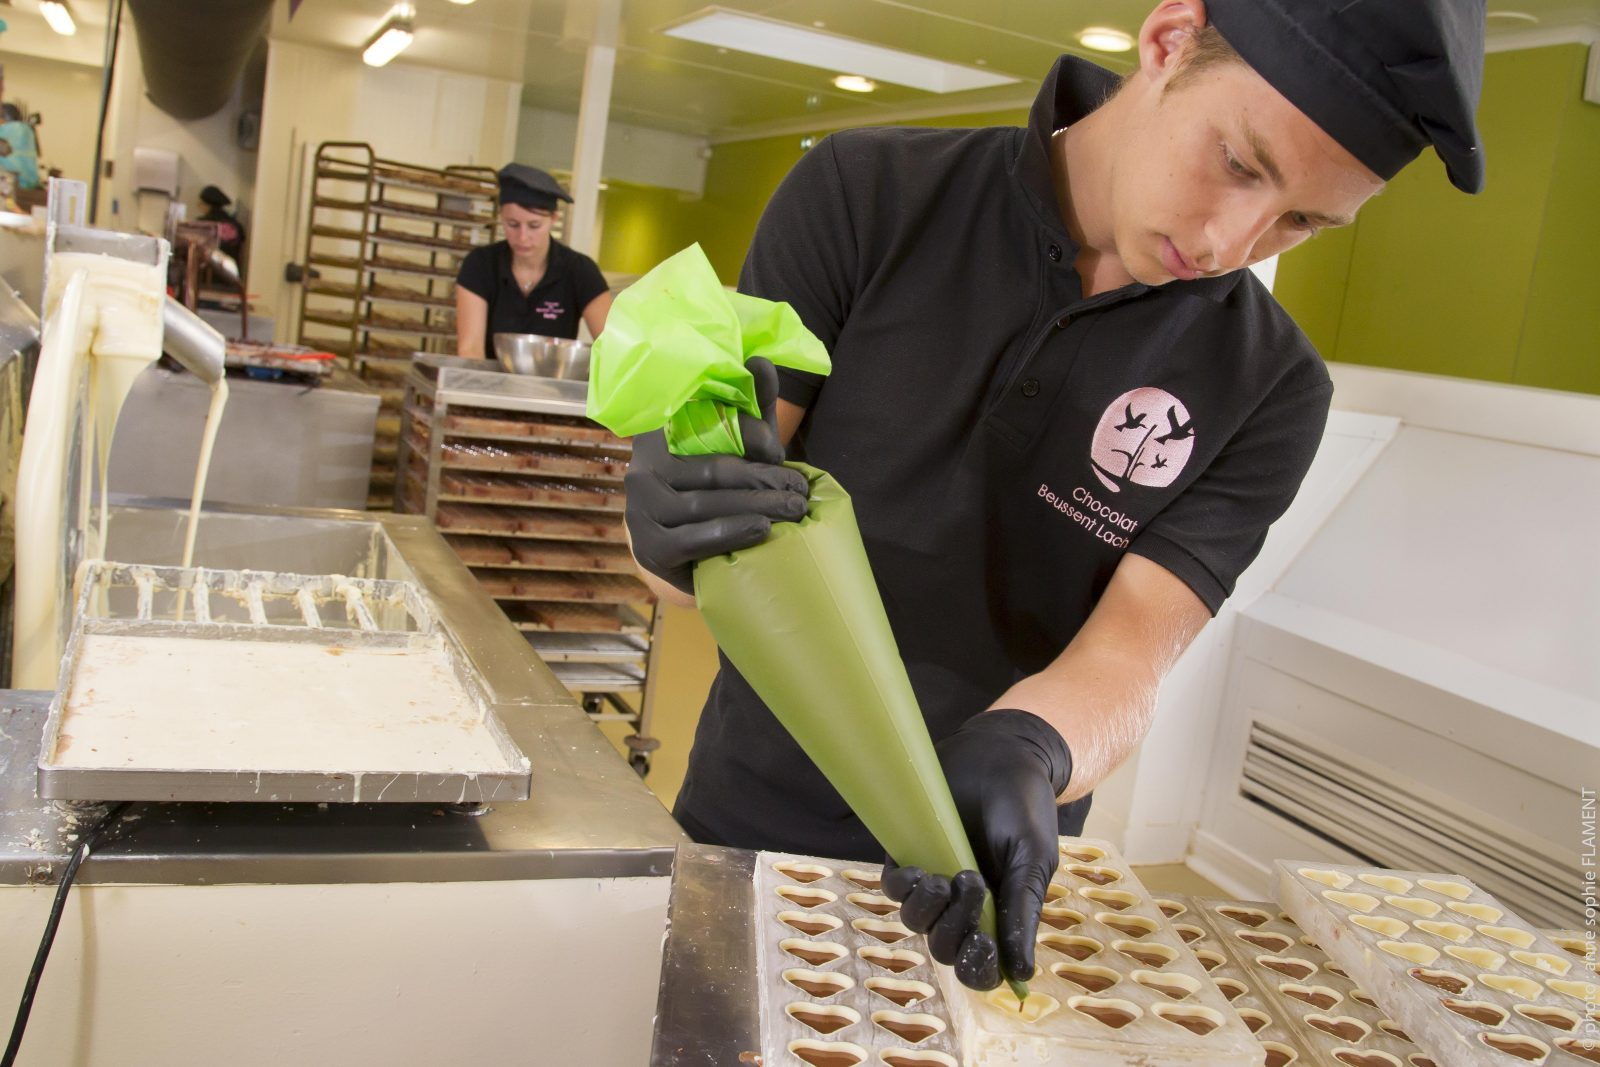 Chocolat
Beussent Lach
© photo : anne sophie FLAMENT